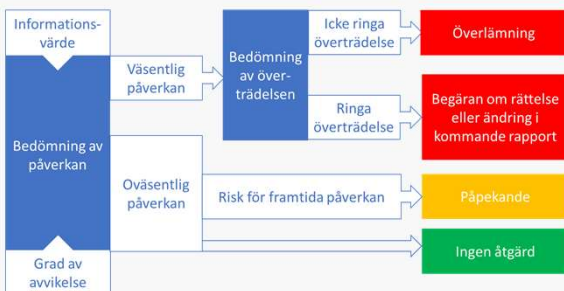 Informations-
värde
Bedömning av
påverkan
Grad av
avvikelse
Väsentlig
påverkan
Oväsentlig
påverkan
Bedömning
av över-
trädelsen
Icke ringa
överträdelse
Ringa
överträdelse
Risk för framtida påverkan
Överlämning
Begäran om rättelse
eller ändring i
kommande rapport
Påpekande
Ingen åtgärd